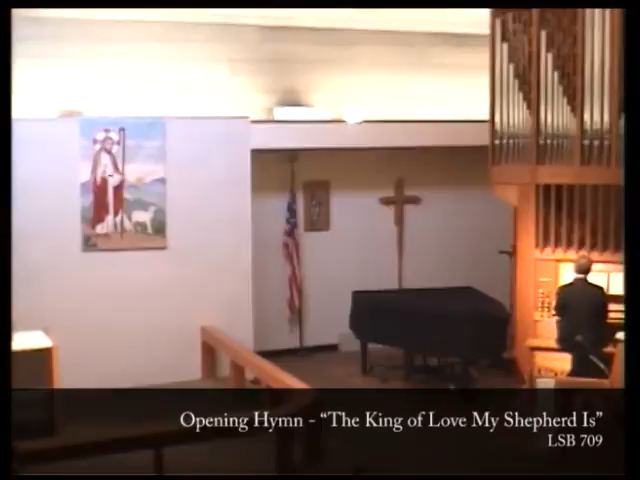 Opening Hymn - “The King of Love My Shepherd Is”
LSB 709